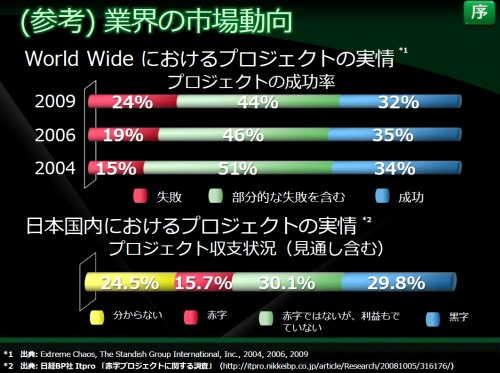 (参考) 業界の市場動向
序
World Wide におけるプロジェクトの実情 *1
プロジェクトの成功率
2009 24% 44% 32%
2006 19% 46% 35%
2004 15% 51% 34%
失敗 部分的な失敗を含む 成功
日本国内におけるプロジェクトの実情 *2
プロジェクト収支状況（見通し含む）
24.5% 15.7% 30.1% 29.8%
分からない 赤字 赤字ではないが、利益もで 黒字
ていない
*1 出典: Extreme Chaos, The Standish Group International, Inc., 2004, 2006, 2009
*2 出典: 日経BP社 Itpro 「赤字プロジェクトに関する調査」 (http://itpro.nikkeibp.co.jp/article/Research/20081005/316176/)